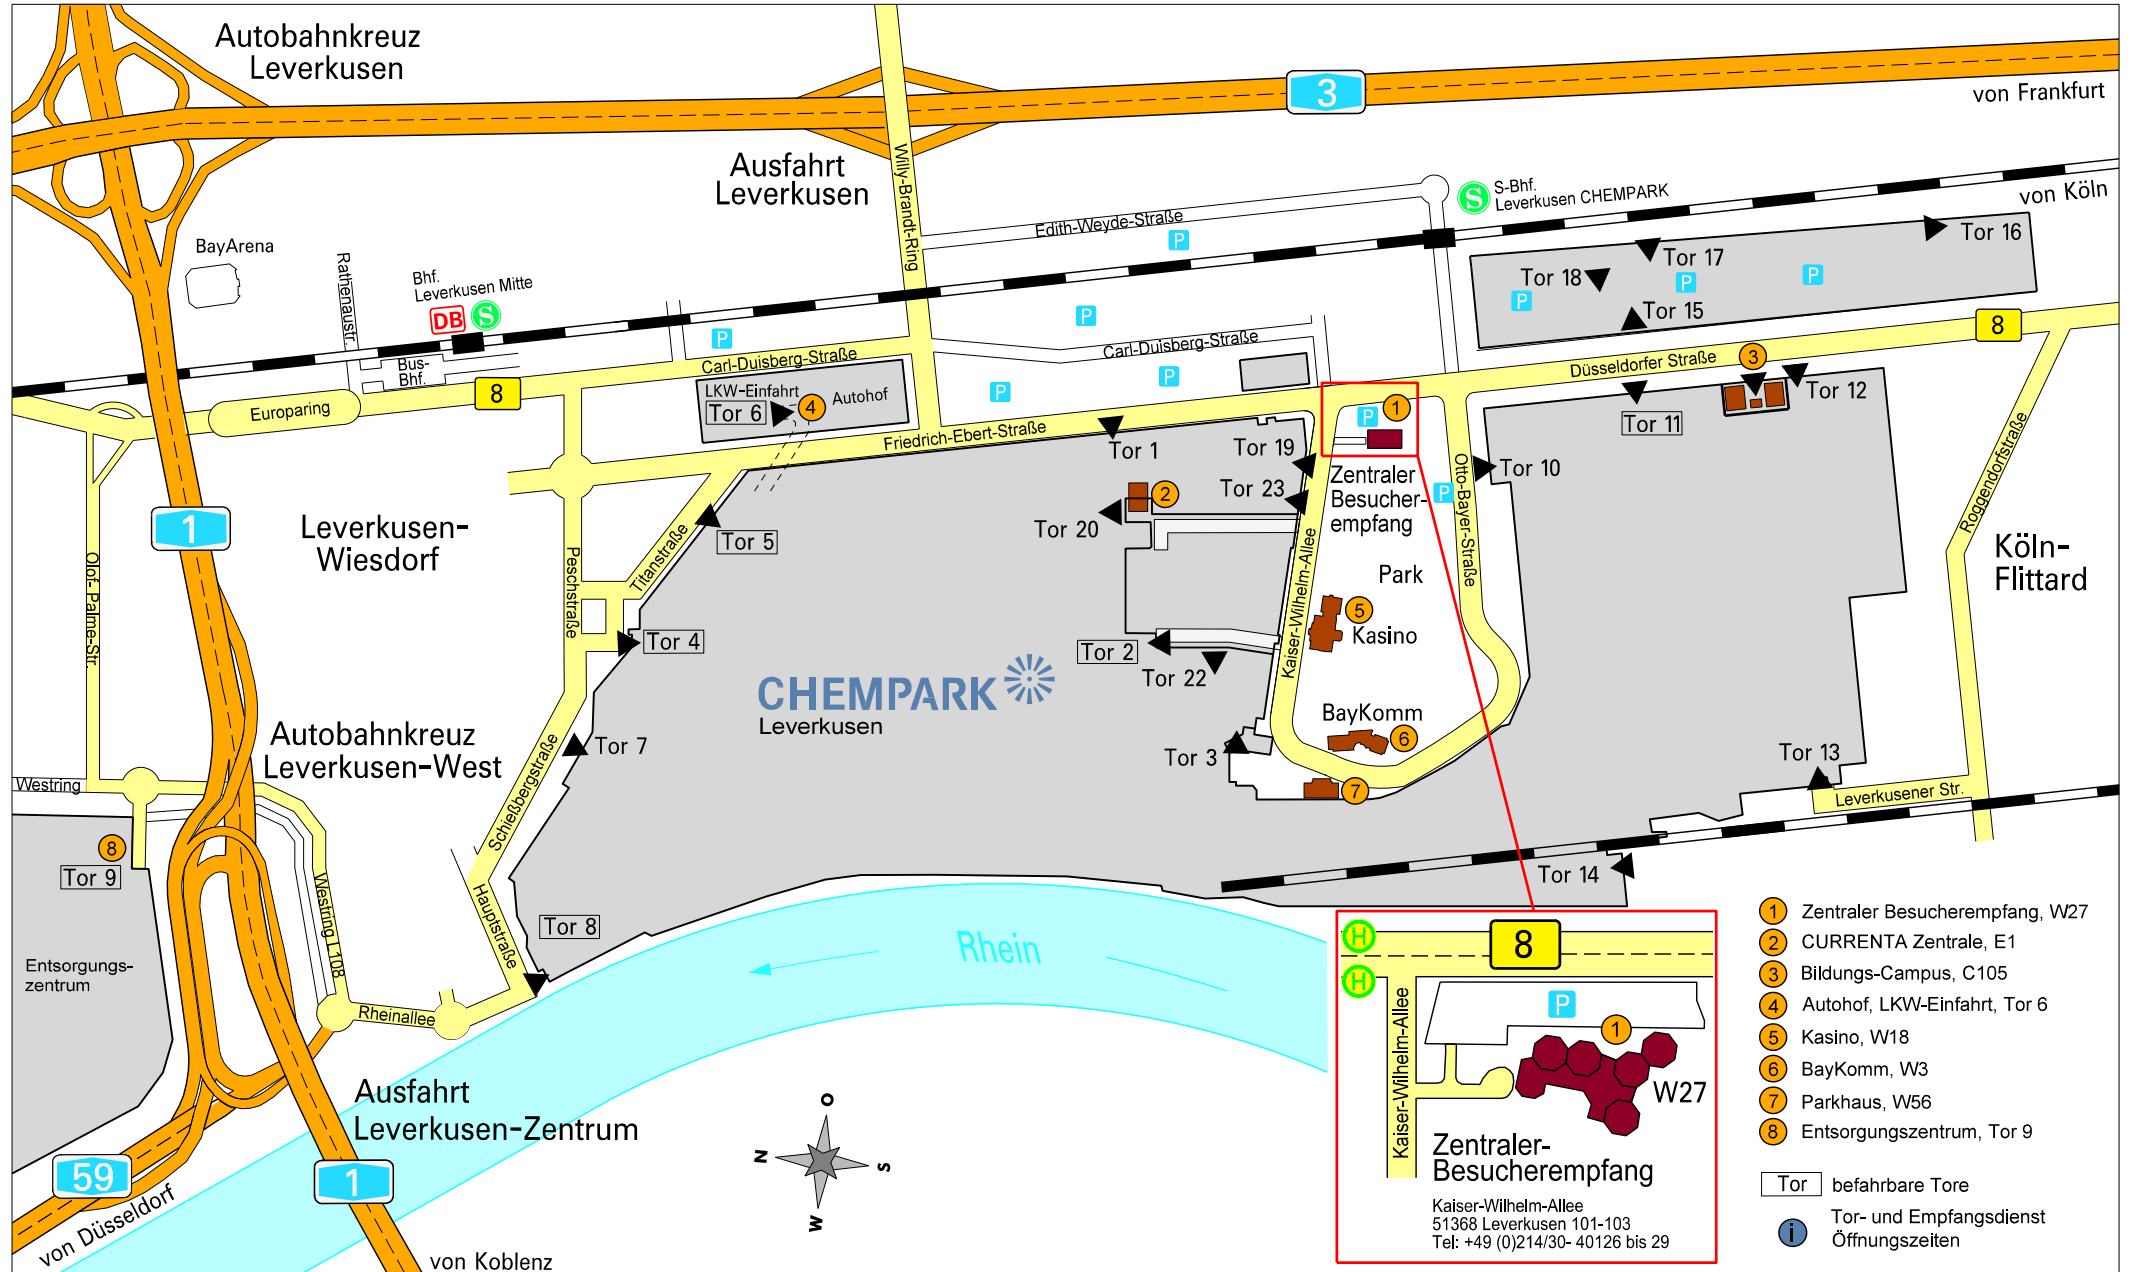 Autobahnkreuz
Leverkusen
3
von Frankfurt
Ausfahrt
Leverkusen
Willy-Brandt-Ring
S
S-Bhf.
Leverkusen CHEMPARK
von Köln
Edith-Weyde-Straße
P
BayArena
Rathenaustr.
Bhf.
Leverkusen Mitte
DB
S
Bus-
Bhf.
P
P
Tor 16
Tor 17
Tor 18
P
P
P
Tor 15
8
Carl-Duisberg-Straße
Carl-Duisberg-Straße
Düsseldorfer Straße
3
8
Europaring
LKW-Einfahrt
Tor 6
4
Autohof
P
P
P
1
Tor 12
Tor 11
Friedrich-Ebert-Straße
Tor 1
Tor 19
Tor 10
Zentraler
Besucher-
empfang
P
Tor 23
2
Tor 20
Otto-Bayer-Straße
Roggendorfstraße
1
Leverkusen-
Wiesdorf
Tor 5
Titanstraße
Peschstraße
Olof-Palme-Str.
Köln-
Flittard
Park
Kaiser-Wilhelm-Allee
5
Kasino
Tor 4
Tor 2
Tor 22
CHEMPARK
Leverkusen
BayKomm
6
Autobahnkreuz
Leverkusen-West
Tor 7
Schießbergstraße
Tor 3
7
Tor 13
Leverkusener Str.
Westring
8
Tor 9
Westring L 108
Hauptstraße
Tor 8
Tor 14
Entsorgungs-
zentrum
Rheinallee
Rhein
Ausfahrt
Leverkusen-Zentrum
59
1
von Düsseldorf
von Koblenz
O
N
S
W
H
H
8
Kaiser-Wilhelm-Allee
P
1
W27
Zentraler-
Besucherempfang
Kaiser-Wilhelm-Allee
51368 Leverkusen 101-103
Tel: +49 (0)214/30- 40126 bis 29
1 Zentraler Besucherempfang, W27
2 CURRENTA Zentrale, E1
3 Bildungs-Campus, C105
4 Autohof, LKW-Einfahrt, Tor 6
5 Kasino, W18
6 BayKomm, W3
7 Parkhaus, W56
8 Entsorgungszentrum, Tor 9
Tor befahrbare Tore
i Tor- und Empfangsdienst
Öffnungszeiten